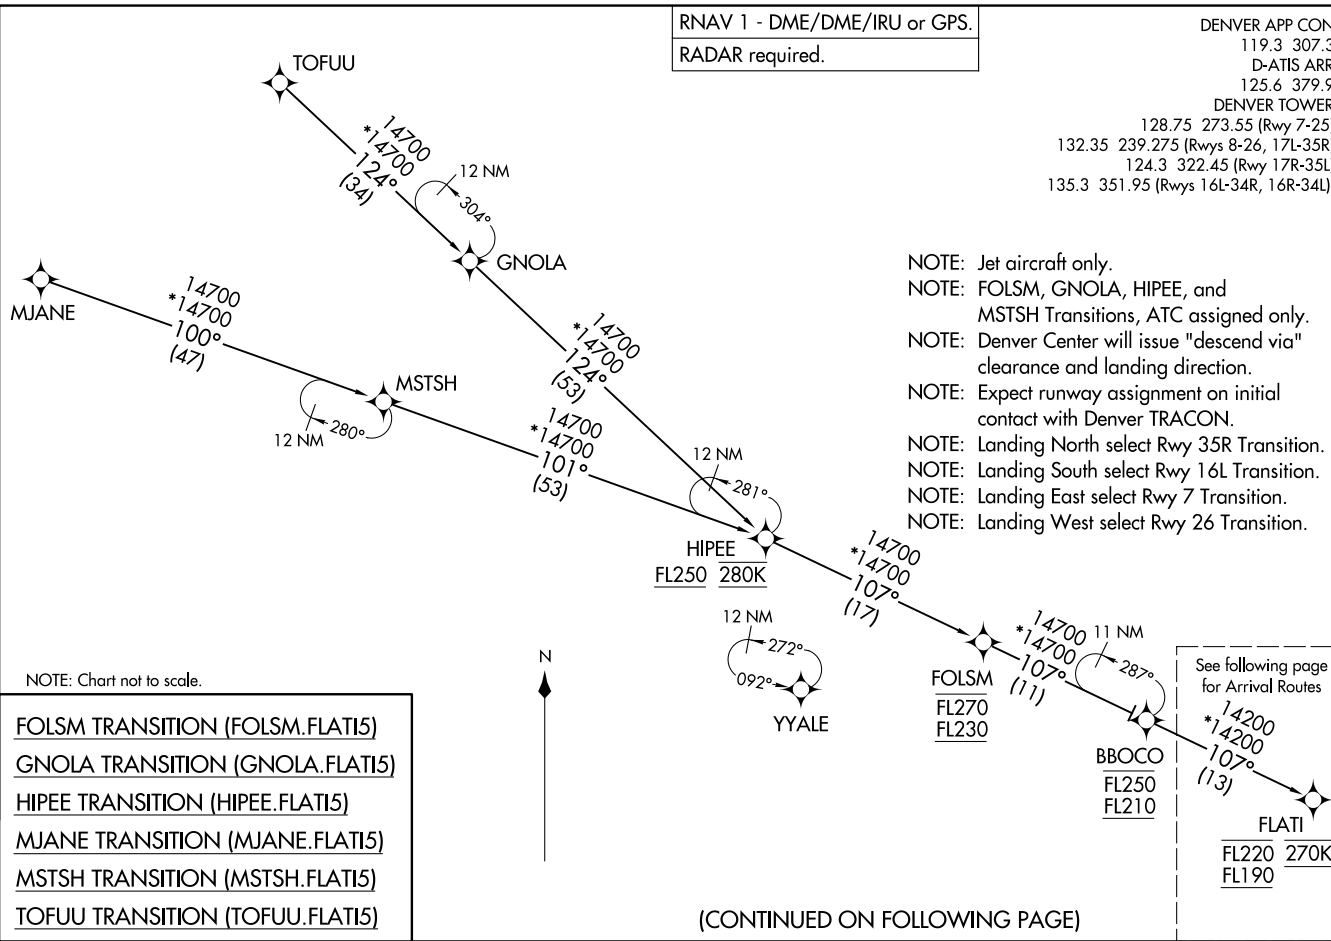 RNAV 1 - DME/DME/IRU or GPS.
RADAR required.
DENVER APP CON
119.3 307.3
D-ATIS ARR
125.6 379.9
DENVER TOWER
128.75 273.55 (Rwy 7-25)
132.35 239.275 (Rwys 8-26, 17L-35R)
124.3 322.45 (Rwy 17R-35L)
135.3 351.95 (Rwys 16L-34R, 16R-34L)
TOFUU
14700
*14700
124°
(34)
12 NM
304°
GNOLA
MJANE
14700
*14700
100°
(47)
MSTSH
12 NM
280°
14700
*14700
124°
(53)
14700
*14700
101°
(53)
12 NM
281°
HIPEE
FL250 280K
NOTE: Jet aircraft only.
NOTE: FOLSM, GNOLA, HIPEE, and
MSTSH Transitions, ATC assigned only.
NOTE: Denver Center will issue "descend via"
clearance and landing direction.
NOTE: Expect runway assignment on initial
contact with Denver TRACON.
NOTE: Landing North select Rwy 35R Transition.
NOTE: Landing South select Rwy 16L Transition.
NOTE: Landing East select Rwy 7 Transition.
NOTE: Landing West select Rwy 26 Transition.
14700
*14700
107°
(17)
12 NM
272°
092°
YYALE
FOLSM
FL270
FL230
14700
*14700
107°
(11)
11 NM
287°
BBOCO
FL250
FL210
See following page
for Arrival Routes
14200
*14200
107°
(13)
FLATI
FL220 270K
FL190
N
NOTE: Chart not to scale.
FOLSM TRANSITION (FOLSM.FLATI5)
GNOLA TRANSITION (GNOLA.FLATI5)
HIPEE TRANSITION (HIPEE.FLATI5)
MJANE TRANSITION (MJANE.FLATI5)
MSTSH TRANSITION (MSTSH.FLATI5)
TOFUU TRANSITION (TOFUU.FLATI5)
(CONTINUED ON FOLLOWING PAGE)